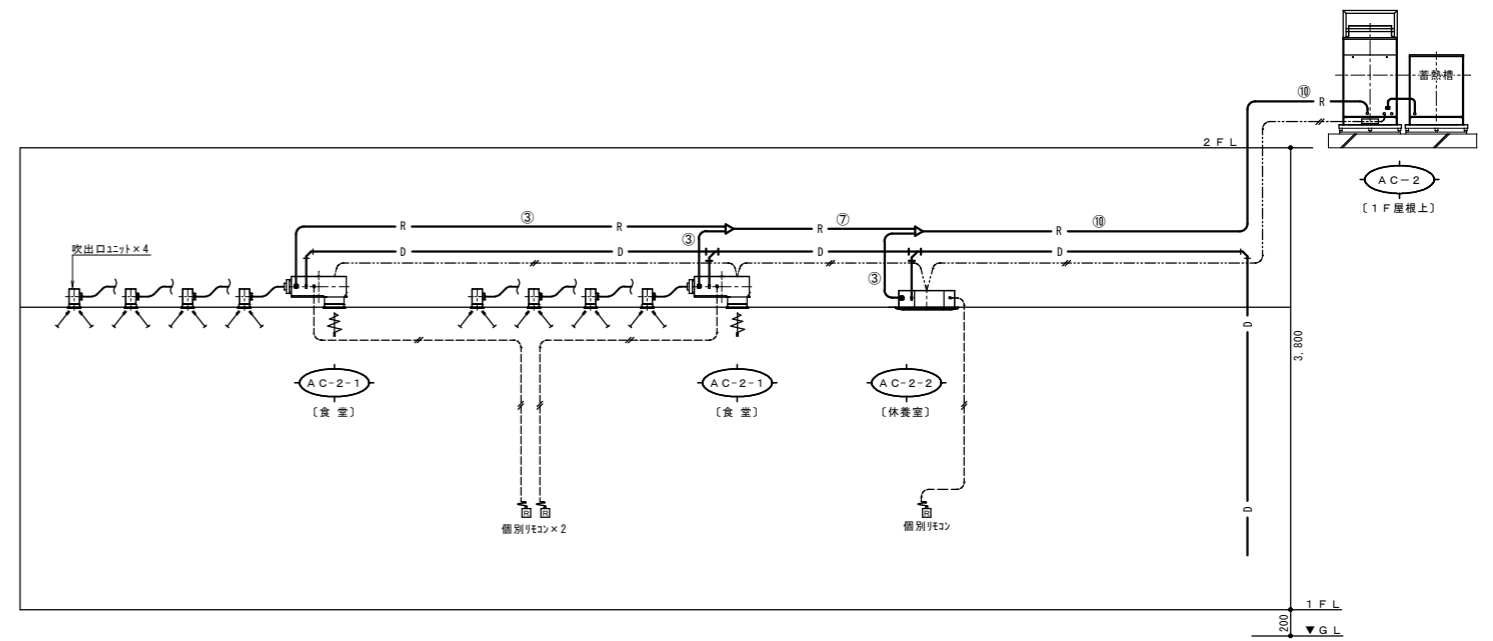 蓄熱槽
⑩
R
2FL
AC-2
〔1F屋根上〕
③
⑦
⑩
R
R
R
R
吹出口ユニット×4
③
D
D
D
D
③
D
3,800
AC-2-1
AC-2-1
AC-2-2
〔食 堂〕
〔食 堂〕
〔休養室〕
D
R
R
R
個別リモコン×2
個別リモコン
1FL
200
▼GL